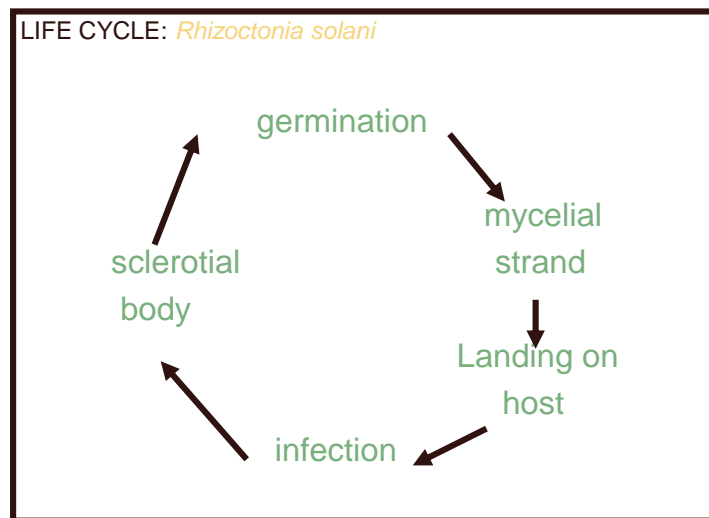 LIFE CYCLE: Rhizoctonia solani
germination
mycelial
strand
sclerotial
body
Landing on
host
infection